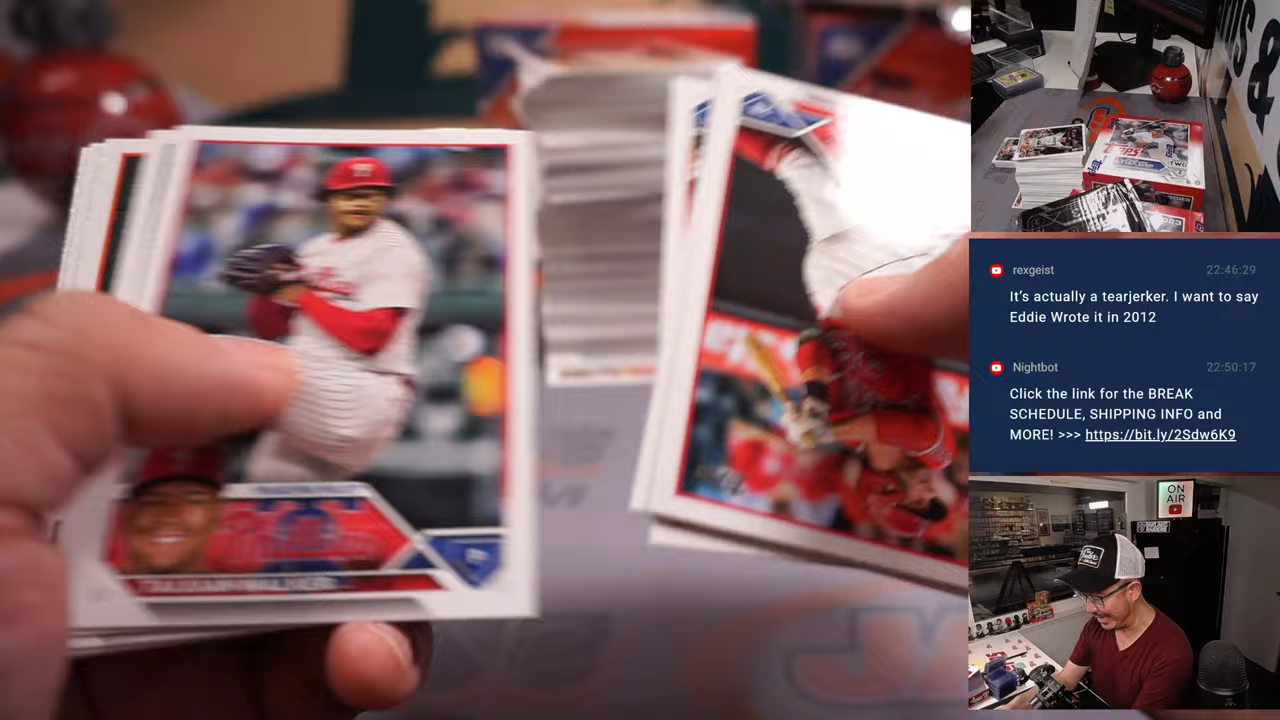 rexgeist 22:46:29
It's actually a tearjerker. I want to say
Eddie Wrote it in 2012
Nightbot 22:50:17
Click the link for the BREAK
SCHEDULE, SHIPPING INFO and
MORE! >>> https://bit.ly/2Sdw6K9
ON
AIR